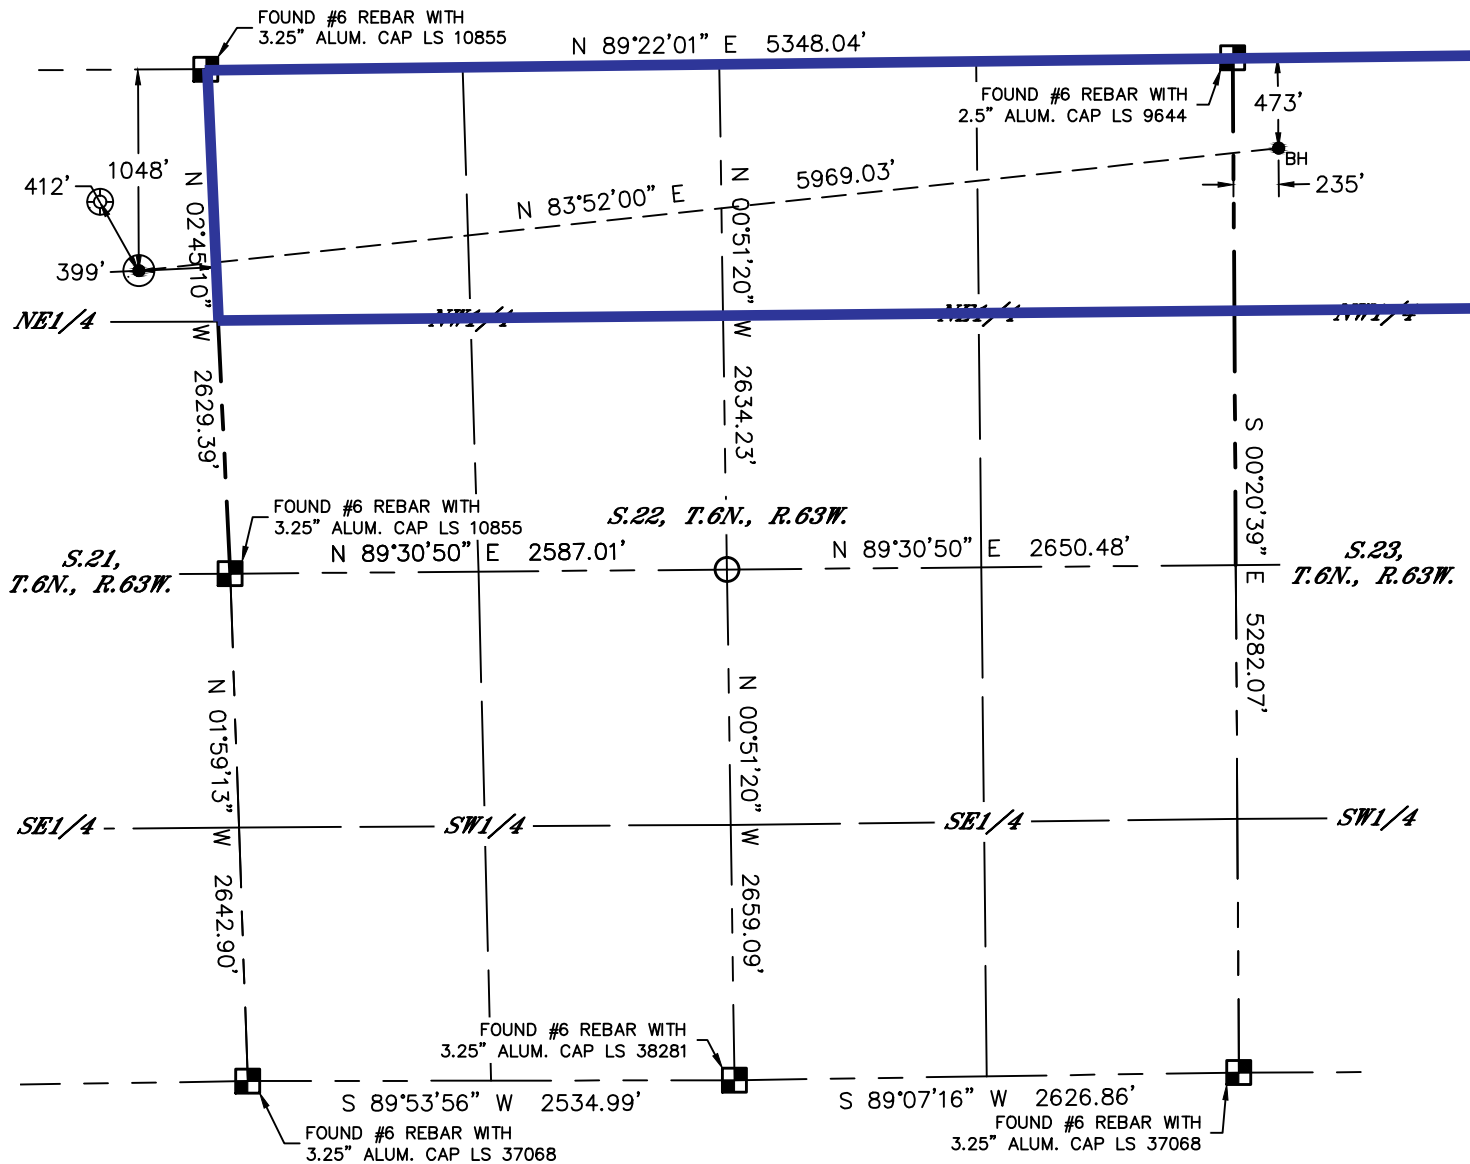 FOUND #6 REBAR WITH
3.25" ALUM. CAP LS 10855
N 89°22'01" E 5348.04'
FOUND #6 REBAR WITH
2.5" ALUM. CAP LS 9644
473'
BH
235'
1048'
412'
399'
N 83°52'00" E 5969.03'
N 02°45'10" W 2629.39'
N 00°51'20" W 2634.23'
NE1/4
NW1/4
NE1/4
NW1/4
S 00°20'39" E 5282.07'
FOUND #6 REBAR WITH
3.25" ALUM. CAP LS 10855
S.22, T.6N., R.63W.
N 89°30'50" E 2587.01'
N 89°30'50" E 2650.48'
S.21,
T.6N., R.63W.
S.23,
T.6N., R.63W.
N 01°59'13" W 2642.90'
N 00°51'20" W 2659.09'
SE1/4
SW1/4
SE1/4
SW1/4
FOUND #6 REBAR WITH
3.25" ALUM. CAP LS 38281
S 89°53'56" W 2534.99'
S 89°07'16" W 2626.86'
FOUND #6 REBAR WITH
3.25" ALUM. CAP LS 37068
FOUND #6 REBAR WITH
3.25" ALUM. CAP LS 37068